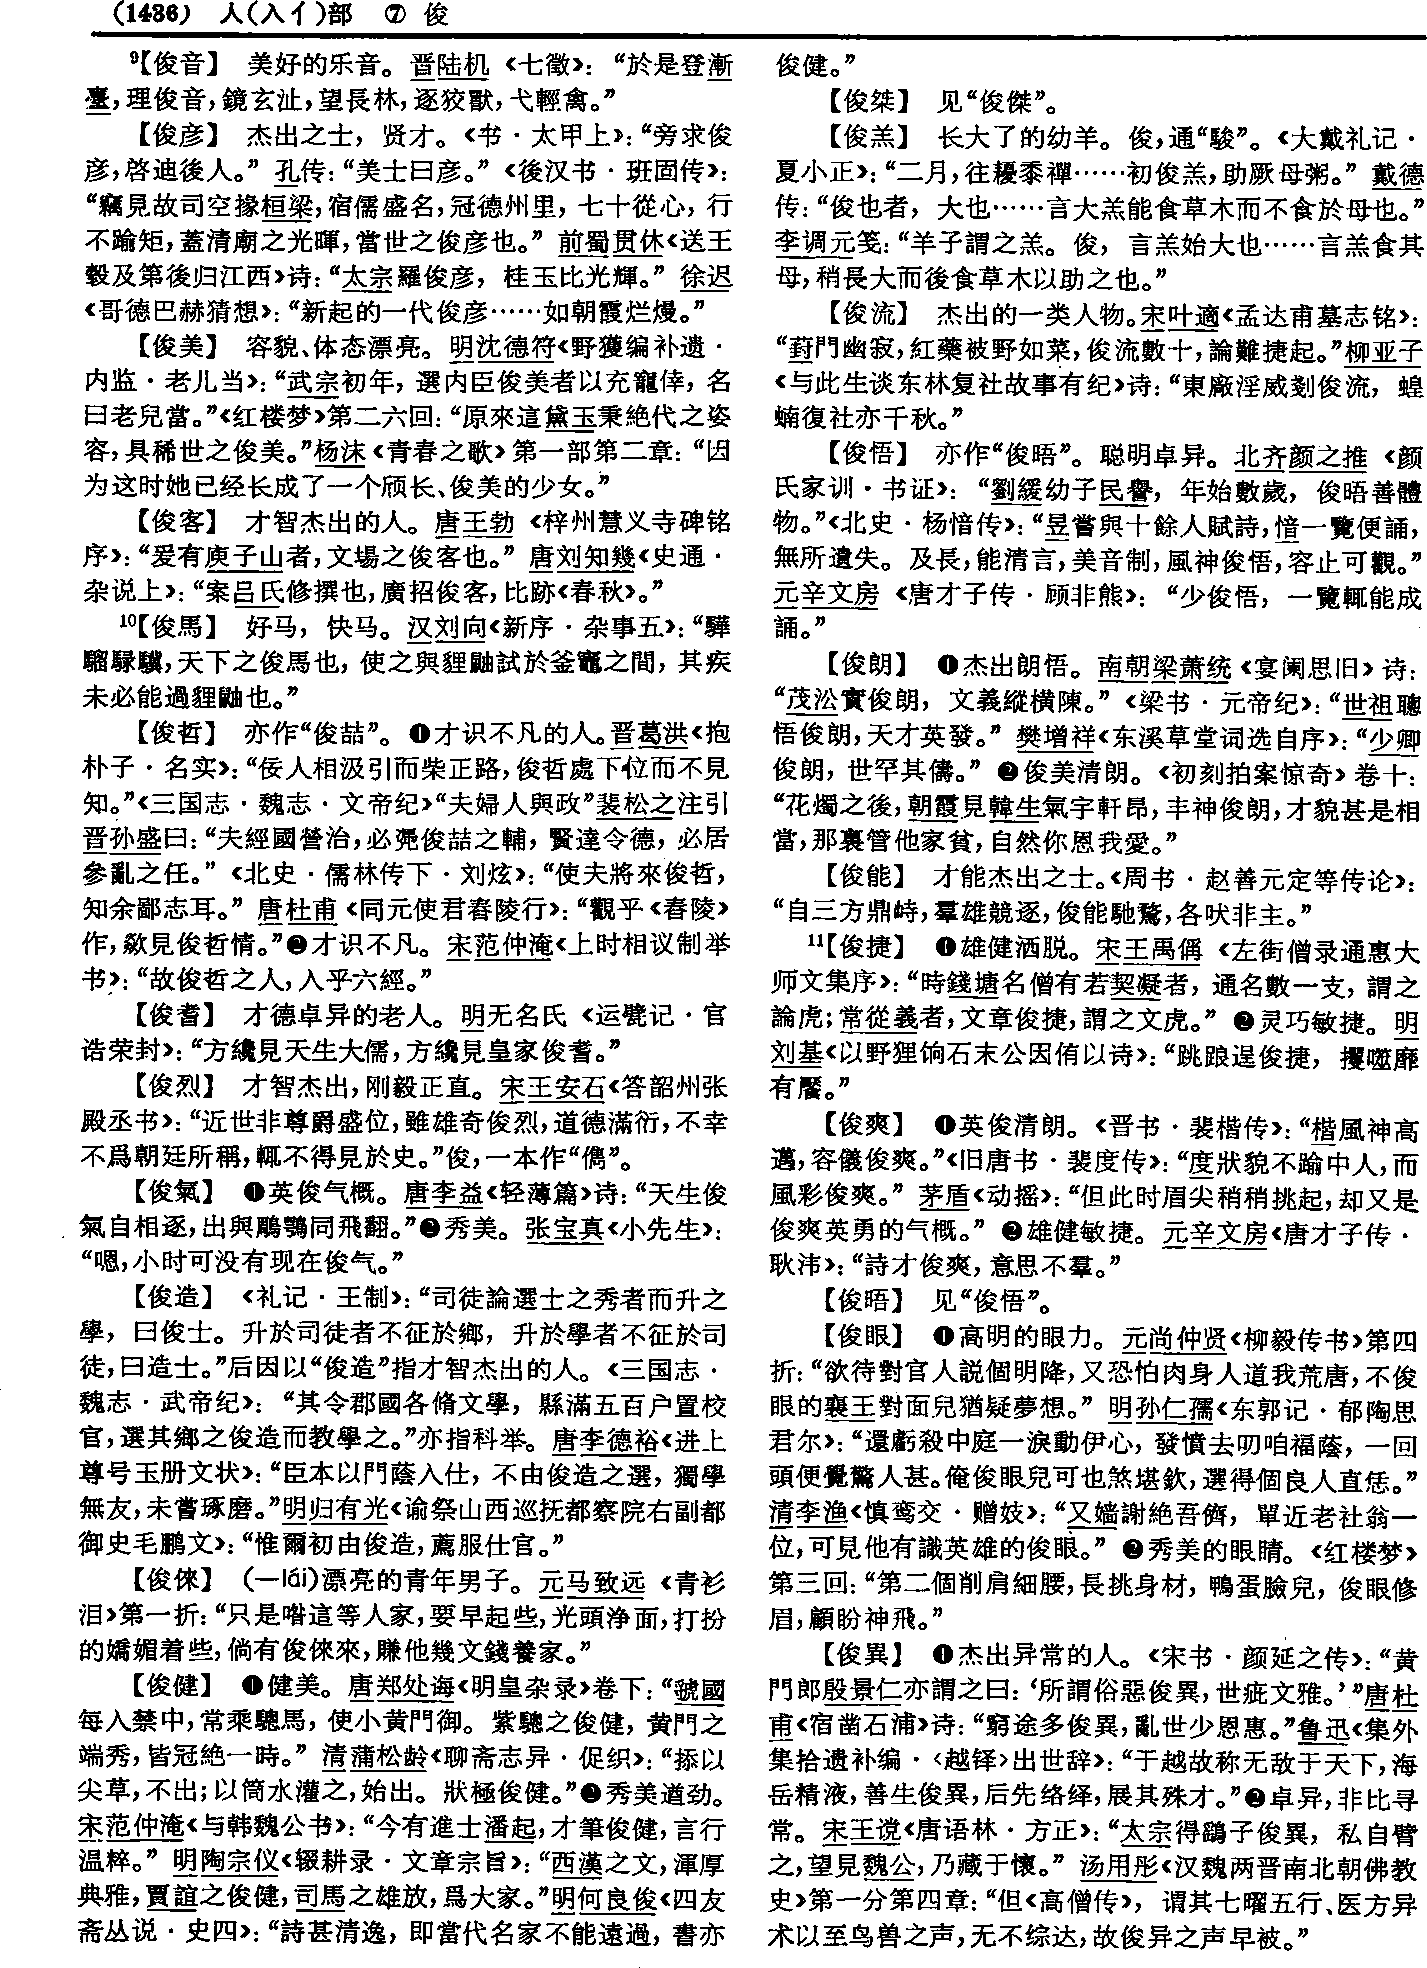 (1436) 人(入亻)部 ⑦ 俊
⁹【俊音】 美好的乐音。晋陆机《七徵》：“於是登漸
臺，理俊音，鏡玄沚，望長林，逐狡獸，弋輕禽。”
【俊彦】 杰出之士，贤才。《书·太甲上》：“旁求俊
彦，啓迪後人。”孔传：“美士曰彦。”《後汉书·班固传》：
“竊見故司空掾桓梁，宿儒盛名，冠德州里，七十從心，行
不踰矩，蓋清廟之光暉，當世之俊彦也。”前蜀贯休《送王
毂及第後归江西》诗：“太宗羅俊彦，桂玉比光輝。”徐迟
《哥德巴赫猜想》：“新起的一代俊彦……如朝霞烂熳。”
【俊美】 容貌、体态漂亮。明沈德符《野獲编补遗·
内监·老儿当》：“武宗初年，選内臣俊美者以充寵倖，名
曰老兒當。”《红楼梦》第二六回：“原來這黛玉秉絶代之姿
容，具稀世之俊美。”杨沫《青春之歌》第一部第二章：“因
为这时她已经长成了一个颀长、俊美的少女。”
【俊客】 才智杰出的人。唐王勃《梓州慧义寺碑铭
序》：“爰有庾子山者，文場之俊客也。”唐刘知幾《史通·
杂说上》：“案吕氏修撰也，廣招俊客，比跡《春秋》。”
¹⁰【俊馬】 好马，快马。汉刘向《新序·杂事五》：“驊
騮騄驥，天下之俊馬也，使之與貍鼬試於釜竈之間，其疾
未必能過貍鼬也。”
【俊哲】 亦作“俊喆”。❶才识不凡的人。晋葛洪《抱
朴子·名实》：“佞人相汲引而柴正路，俊哲處下位而不見
知。”《三国志·魏志·文帝纪》“夫婦人與政”裴松之注引
晋孙盛曰：“夫經國營治，必凭俊喆之輔，賢達令德，必居
參亂之任。”《北史·儒林传下·刘炫》：“使夫將來俊哲，
知余鄙志耳。”唐杜甫《同元使君舂陵行》：“觀乎《舂陵》
作，欻見俊哲情。”❷才识不凡。宋范仲淹《上时相议制举
书》：“故俊哲之人，入乎六經。”
【俊耆】 才德卓异的老人。明无名氏《运甓记·官
诰荣封》：“方纔見天生大儒，方纔見皇家俊耆。”
【俊烈】 才智杰出，刚毅正直。宋王安石《答韶州张
殿丞书》：“近世非尊爵盛位，雖雄奇俊烈，道德滿衍，不幸
不爲朝廷所稱，輒不得見於史。”俊，一本作“儁”。
【俊氣】 ❶英俊气概。唐李益《轻薄篇》诗：“天生俊
氣自相逐，出與鵰鶚同飛翻。”❷秀美。张宝真《小先生》：
“嗯，小时可没有现在俊气。”
【俊造】 《礼记·王制》：“司徒論選士之秀者而升之
學，曰俊士。升於司徒者不征於鄉，升於學者不征於司
徒，曰造士。”后因以“俊造”指才智杰出的人。《三国志·
魏志·武帝纪》：“其令郡國各脩文學，縣滿五百户置校
官，選其鄉之俊造而教學之。”亦指科举。唐李德裕《进上
尊号玉册文状》：“臣本以門蔭入仕，不由俊造之選，獨學
無友，未嘗琢磨。”明归有光《谕祭山西巡抚都察院右副都
御史毛鹏文》：“惟爾初由俊造，薦服仕官。”
【俊倈】 (—lái)漂亮的青年男子。元马致远《青衫
泪》第一折：“只是喒這等人家，要早起些，光頭浄面，打扮
的嬌媚着些，倘有俊倈來，賺他幾文錢養家。”
【俊健】 ❶健美。唐郑处诲《明皇杂录》卷下：“虢國
每入禁中，常乘驄馬，使小黄門御。紫驄之俊健，黄門之
端秀，皆冠絶一時。”清蒲松龄《聊斋志异·促织》：“掭以
尖草，不出；以筒水灌之，始出。狀極俊健。”❷秀美遒劲。
宋范仲淹《与韩魏公书》：“今有進士潘起，才筆俊健，言行
温粹。”明陶宗仪《辍耕录·文章宗旨》：“西漢之文，渾厚
典雅，賈誼之俊健，司馬之雄放，爲大家。”明何良俊《四友
斋丛说·史四》：“詩甚清逸，即當代名家不能遠過，書亦
俊健。”
【俊桀】 见“俊傑”。
【俊羔】 长大了的幼羊。俊，通“駿”。《大戴礼记·
夏小正》：“二月，往耰黍禪……初俊羔，助厥母粥。”戴德
传：“俊也者，大也……言大羔能食草木而不食於母也。”
李调元笺：“羊子謂之羔。俊，言羔始大也……言羔食其
母，稍長大而後食草木以助之也。”
【俊流】 杰出的一类人物。宋叶適《孟达甫墓志铭》：
“葑門幽寂，紅藥被野如菜，俊流數十，論難捷起。”柳亚子
《与此生谈东林复社故事有纪》诗：“東廠淫威剗俊流，蝗
蝻復社亦千秋。”
【俊悟】 亦作“俊晤”。聪明卓异。北齐颜之推《颜
氏家训·书证》：“劉緩幼子民譽，年始數歲，俊晤善體
物。”《北史·杨愔传》：“昱嘗與十餘人賦詩，愔一覽便誦，
無所遺失。及長，能清言，美音制，風神俊悟，容止可觀。”
元辛文房《唐才子传·顾非熊》：“少俊悟，一覽輒能成
誦。”
【俊朗】 ❶杰出朗悟。南朝梁萧统《宴阑思旧》诗：
“茂沿實俊朗，文義縱横陳。”《梁书·元帝纪》：“世祖聰
悟俊朗，天才英發。”樊增祥《东溪草堂词选自序》：“少卿
俊朗，世罕其儔。”❷俊美清朗。《初刻拍案惊奇》卷十：
“花燭之後，朝霞見韓生氣宇軒昂，丰神俊朗，才貌甚是相
當，那裏管他家貧，自然你恩我愛。”
【俊能】 才能杰出之士。《周书·赵善元定等传论》：
“自三方鼎峙，羣雄競逐，俊能馳騖，各吠非主。”
¹¹【俊捷】 ❶雄健洒脱。宋王禹偁《左街僧录通惠大
师文集序》：“時錢塘名僧有若契凝者，通名數一支，謂之
論虎；常從義者，文章俊捷，謂之文虎。”❷灵巧敏捷。明
刘基《以野狸饷石末公因侑以诗》：“跳踉逞俊捷，攫噬靡
有饜。”
【俊爽】 ❶英俊清朗。《晋书·裴楷传》：“楷風神高
邁，容儀俊爽。”《旧唐书·裴度传》：“度狀貌不踰中人，而
風彩俊爽。”茅盾《动摇》：“但此时眉尖稍稍挑起，却又是
俊爽英勇的气概。”❷雄健敏捷。元辛文房《唐才子传·
耿沣》：“詩才俊爽，意思不羣。”
【俊晤】 见“俊悟”。
【俊眼】 ❶高明的眼力。元尚仲贤《柳毅传书》第四
折：“欲待對官人説個明降，又恐怕肉身人道我荒唐，不俊
眼的襄王對面兒猶疑夢想。”明孙仁孺《东郭记·郁陶思
君尔》：“還虧殺中庭一淚動伊心，發憤去叨咱福蔭，一回
頭便覺驚人甚。俺俊眼兒可也煞堪欽，選得個良人直恁。”
清李渔《慎鸾交·赠妓》：“又嬙謝絶吾儕，單近老社翁一
位，可見他有識英雄的俊眼。”❷秀美的眼睛。《红楼梦》
第三回：“第二個削肩細腰，長挑身材，鴨蛋臉兒，俊眼修
眉，顧盼神飛。”
【俊異】 ❶杰出异常的人。《宋书·颜延之传》：“黄
門郎殷景仁亦謂之曰：‘所謂俗惡俊異，世疵文雅。’”唐杜
甫《宿凿石浦》诗：“窮途多俊異，亂世少恩惠。”鲁迅《集外
集拾遗补编·〈越铎〉出世辞》：“于越故称无敌于天下，海
岳精液，善生俊異，后先络绎，展其殊才。”❷卓异，非比寻
常。宋王谠《唐语林·方正》：“太宗得鷂子俊異，私自臂
之，望見魏公，乃藏于懷。”汤用彤《汉魏两晋南北朝佛教
史》第一分第四章：“但《高僧传》，谓其七曜五行、医方异
术以至鸟兽之声，无不综达，故俊异之声早被。”